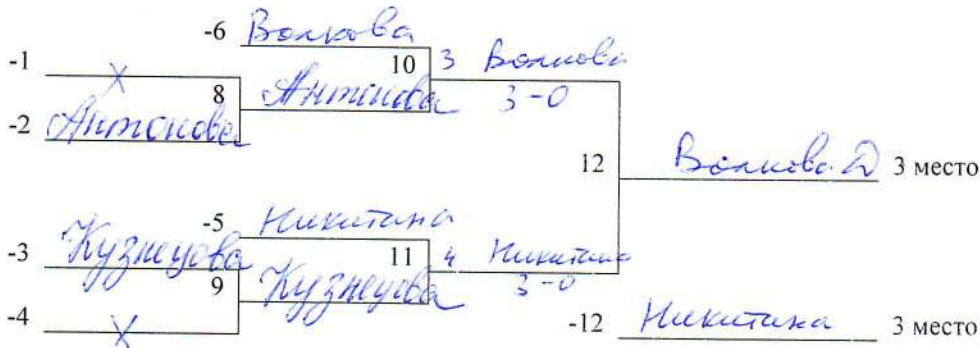 -6 Волкова
-1 X
10 3 Волкова
8 Антонова 3-0
-2 Антонова
12 Волкова Д 3 место
-5 Никитина
-3 Кузнецова
11 4 Никитина
9 Кузнецова 3-0
-4 X
-12 Никитина 3 место